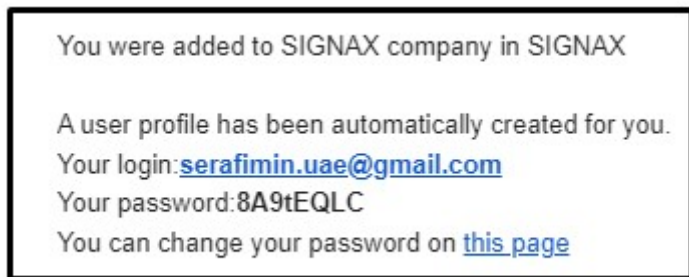 You were added to SIGNAX company in SIGNAX
A user profile has been automatically created for you.
Your login:serafimin.uae@gmail.com
Your password:8A9tEQLC
You can change your password on this page